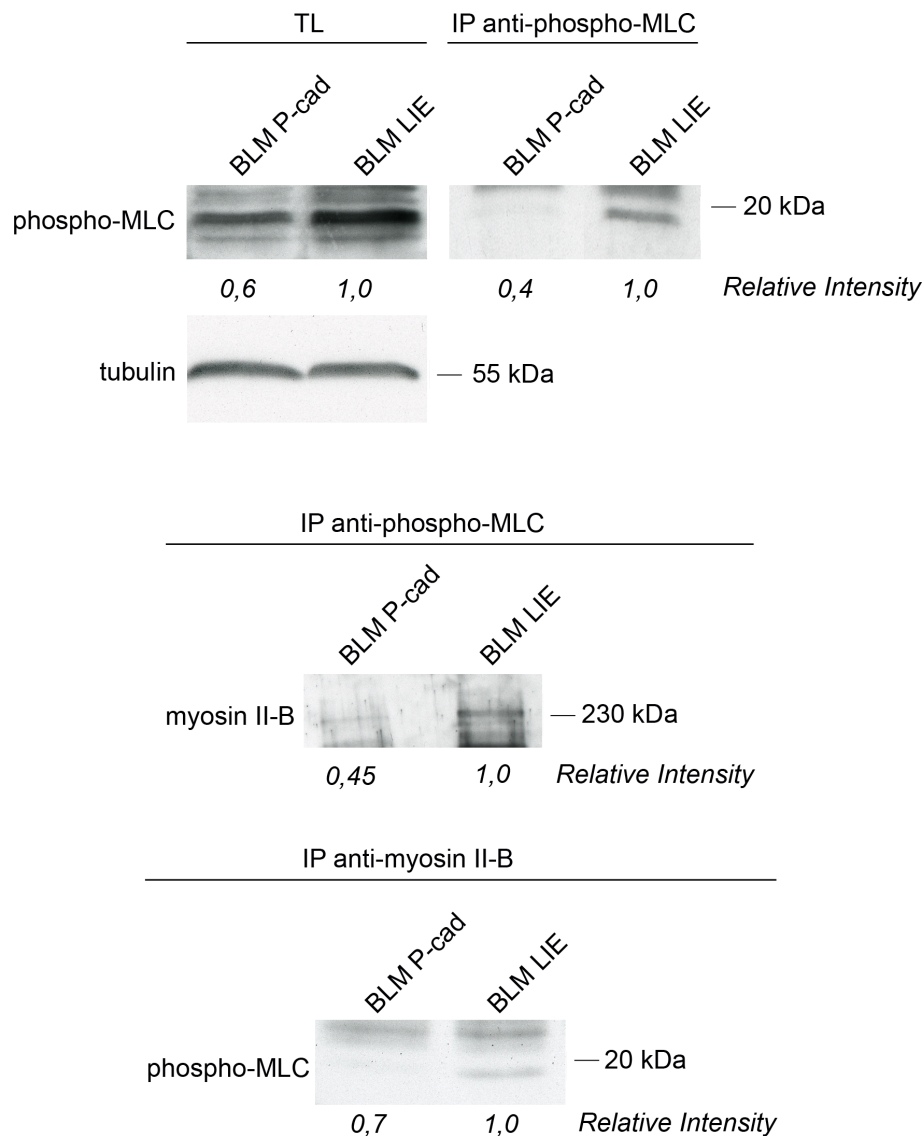 TL IP anti-phospho-MLC
BLM P-cad BLM LIE BLM P-cad BLM LIE
phospho-MLC — 20 kDa
0,6 1,0 0,4 1,0 Relative Intensity
tubulin — 55 kDa
IP anti-phospho-MLC
BLM P-cad BLM LIE
myosin II-B — 230 kDa
0,45 1,0 Relative Intensity
IP anti-myosin II-B
BLM P-cad BLM LIE
phospho-MLC — 20 kDa
0,7 1,0 Relative Intensity